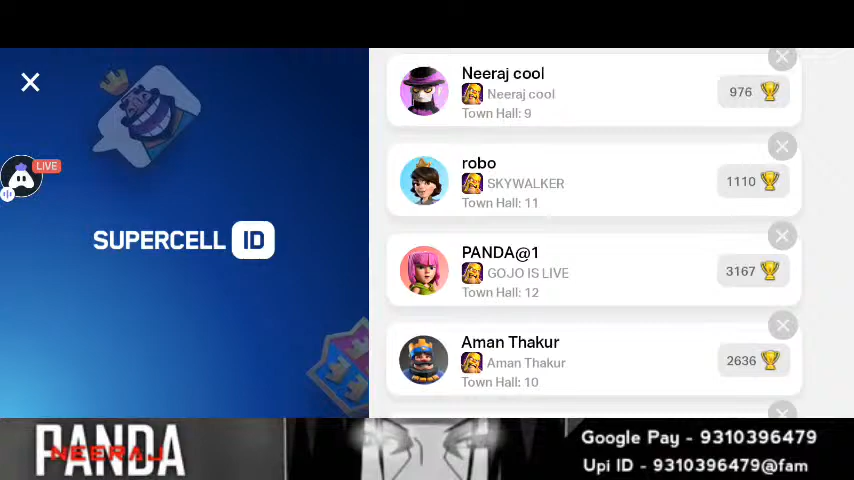 LIVE
SUPERCELL ID
Neeraj cool
Neeraj cool
Town Hall: 9
976
robo
SKYWALKER
Town Hall: 11
1110
PANDA@1
GOJO IS LIVE
Town Hall: 12
3167
Aman Thakur
Aman Thakur
Town Hall: 10
2636
PANDA
NEERAJ
Google Pay - 9310396479
Upi ID - 9310396479@fam